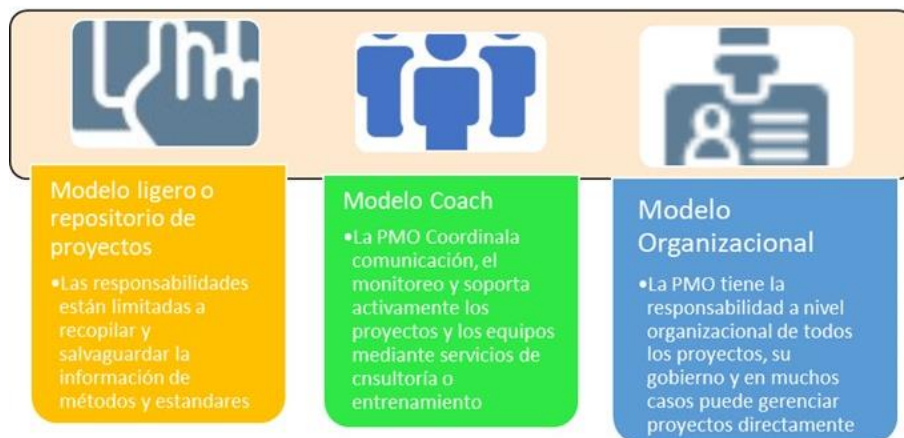 Modelo ligero o
repositorio de
proyectos
•Las responsabilidades
están limitadas a
recopilar y
salvaguardar la
información de
métodos y estandares
Modelo Coach
•La PMO Coordinala
comunicación, el
monitoreo y soporta
activamente los
proyectos y los equipos
mediante servicios de
cnsultoría o
entrenamiento
Modelo
Organizacional
•La PMO tiene la
responsabilidad a nivel
organizacional de todos
los proyectos, su
gobierno y en muchos
casos puede gerenciar
proyectos directamente